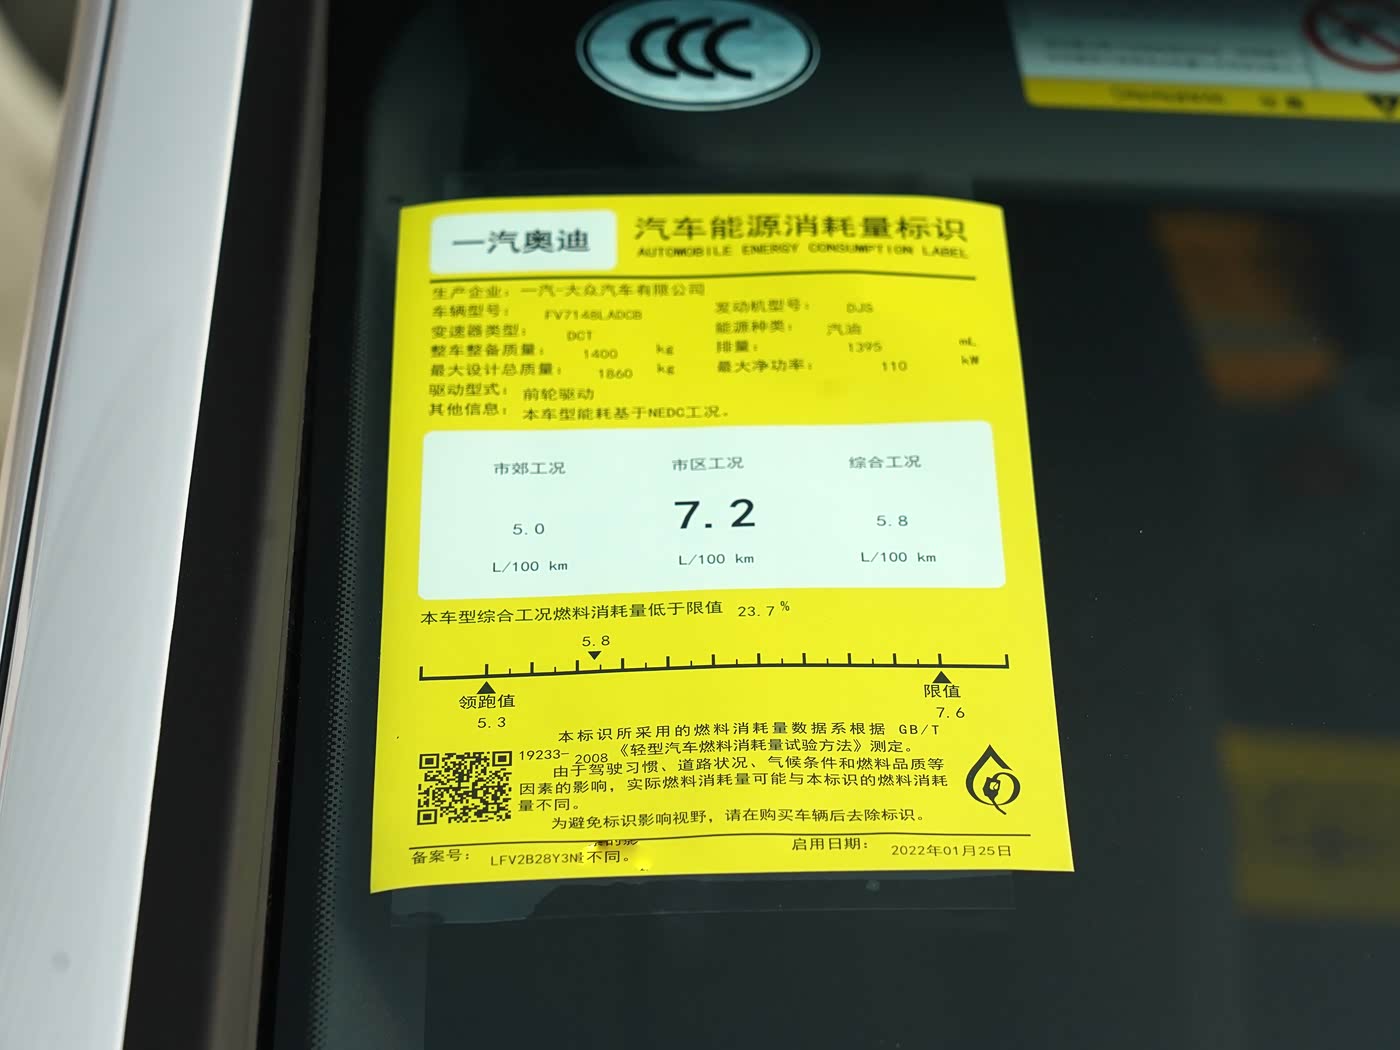 CCC
一汽奥迪
汽车能源消耗量标识
AUTOMOBILE ENERGY CONSUMPTION LABEL
生产企业： 一汽-大众汽车有限公司
车辆型号： FV7148LADCB 发动机型号： DJS
变速器类型： DCT 能源种类： 汽油
整车整备质量： 1400 kg 排量： 1395 mL
最大设计总质量： 1860 kg 最大净功率： 110 kW
驱动型式： 前轮驱动
其他信息： 本车型能耗基于NEDC工况。
市郊工况 市区工况 综合工况
5.0 7.2 5.8
L/100 km L/100 km L/100 km
本车型综合工况燃料消耗量低于限值 23.7%
5.8
领跑值 限值
5.3 7.6
本标识所采用的燃料消耗量数据系根据 GB/T
19233-2008《轻型汽车燃料消耗量试验方法》测定。
由于驾驶习惯、道路状况、气候条件和燃料品质等
因素的影响，实际燃料消耗量可能与本标识的燃料消耗
量不同。
为避免标识影响视野，请在购买车辆后去除标识。
备案号： LFV2B28Y3N 不同。 启用日期： 2022年01月25日